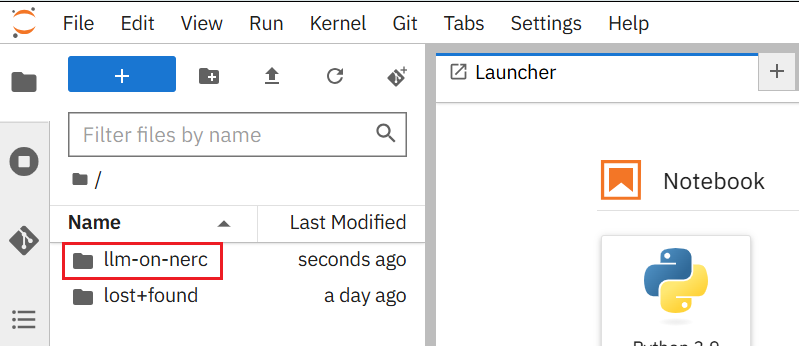 File Edit View Run Kernel Git Tabs Settings Help
Launcher
Filter files by name
/
Name Last Modified
llm-on-nerc seconds ago
lost+found a day ago
Notebook